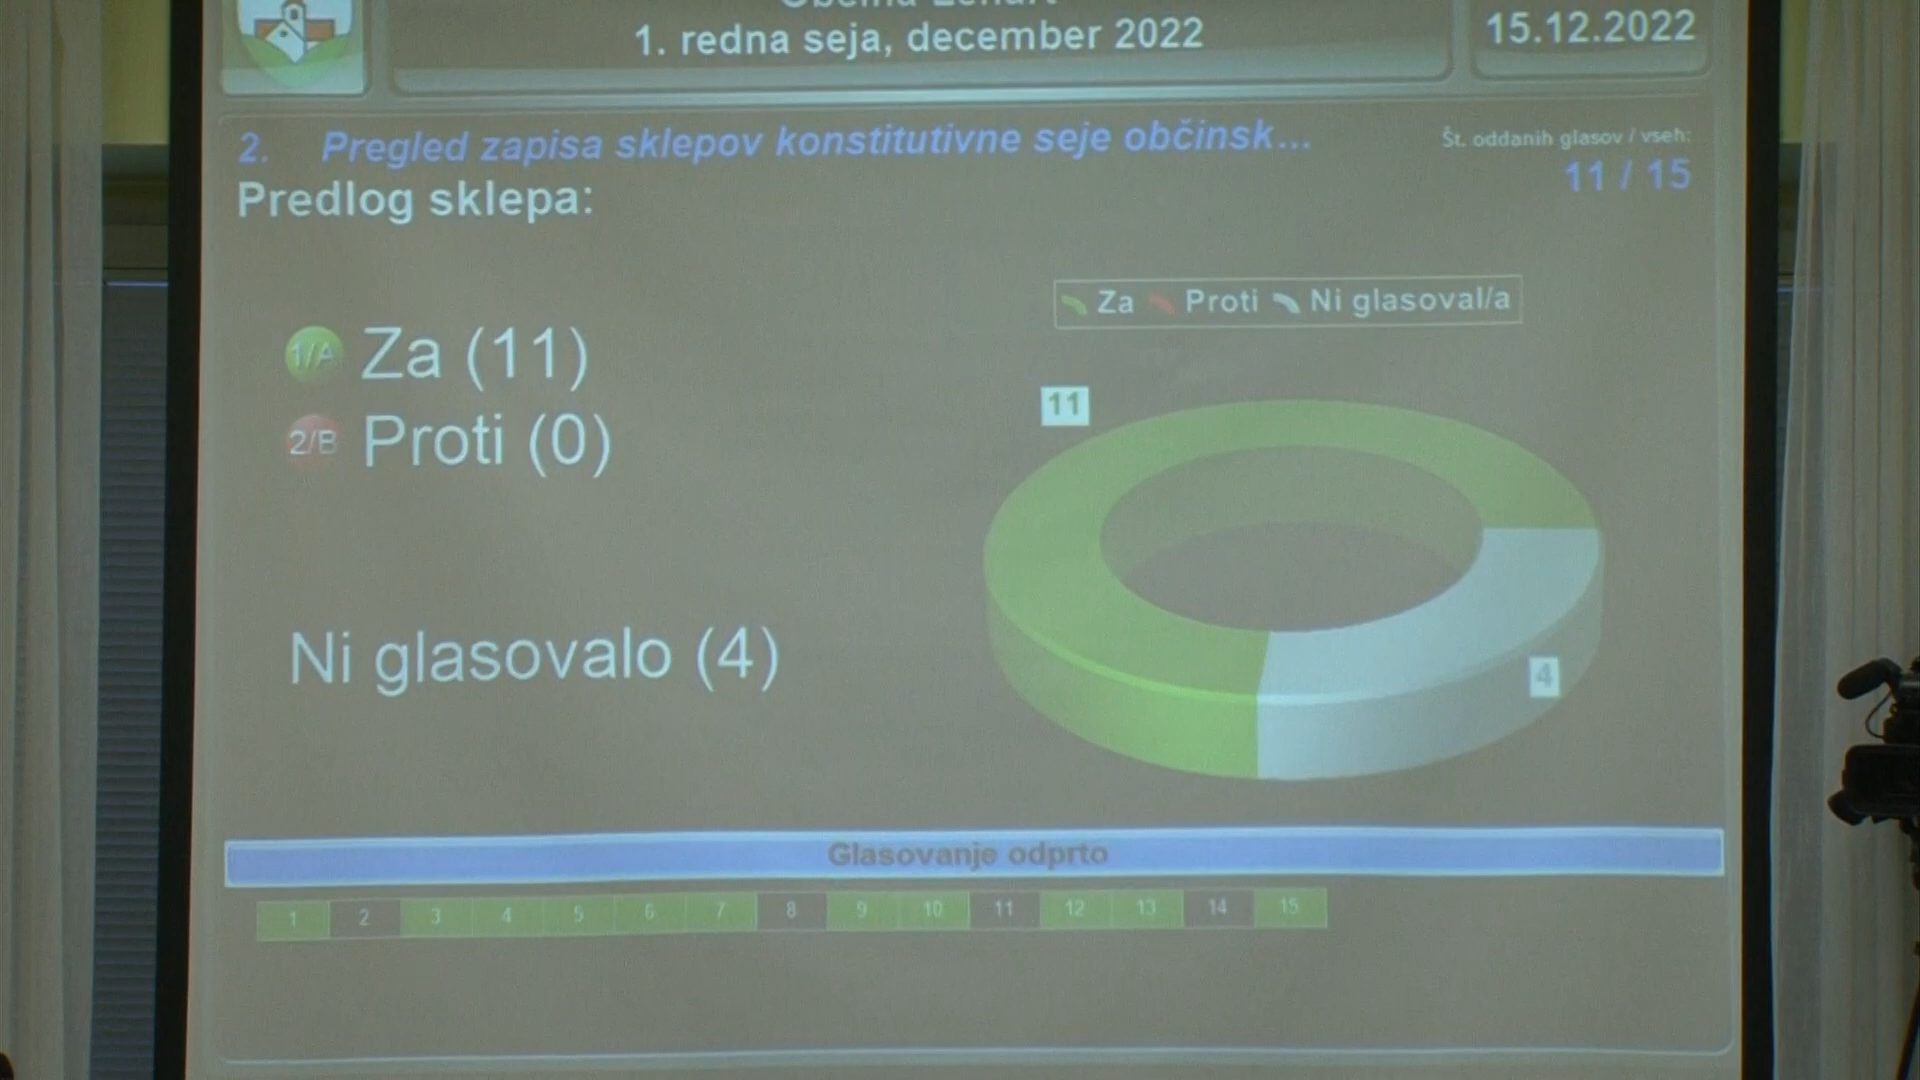 1. redna seja, december 2022
15.12.2022
2. Pregled zapisa sklepov konstitutivne seje občinsk...
Št. oddanih glasov / vseh:
11 / 15
Predlog sklepa:
Za Proti Ni glasoval/a
1/A Za (11)
2/B Proti (0)
11
Ni glasovalo (4)
4
Glasovanje odprto
1 2 3 4 5 6 7 8 9 10 11 12 13 14 15